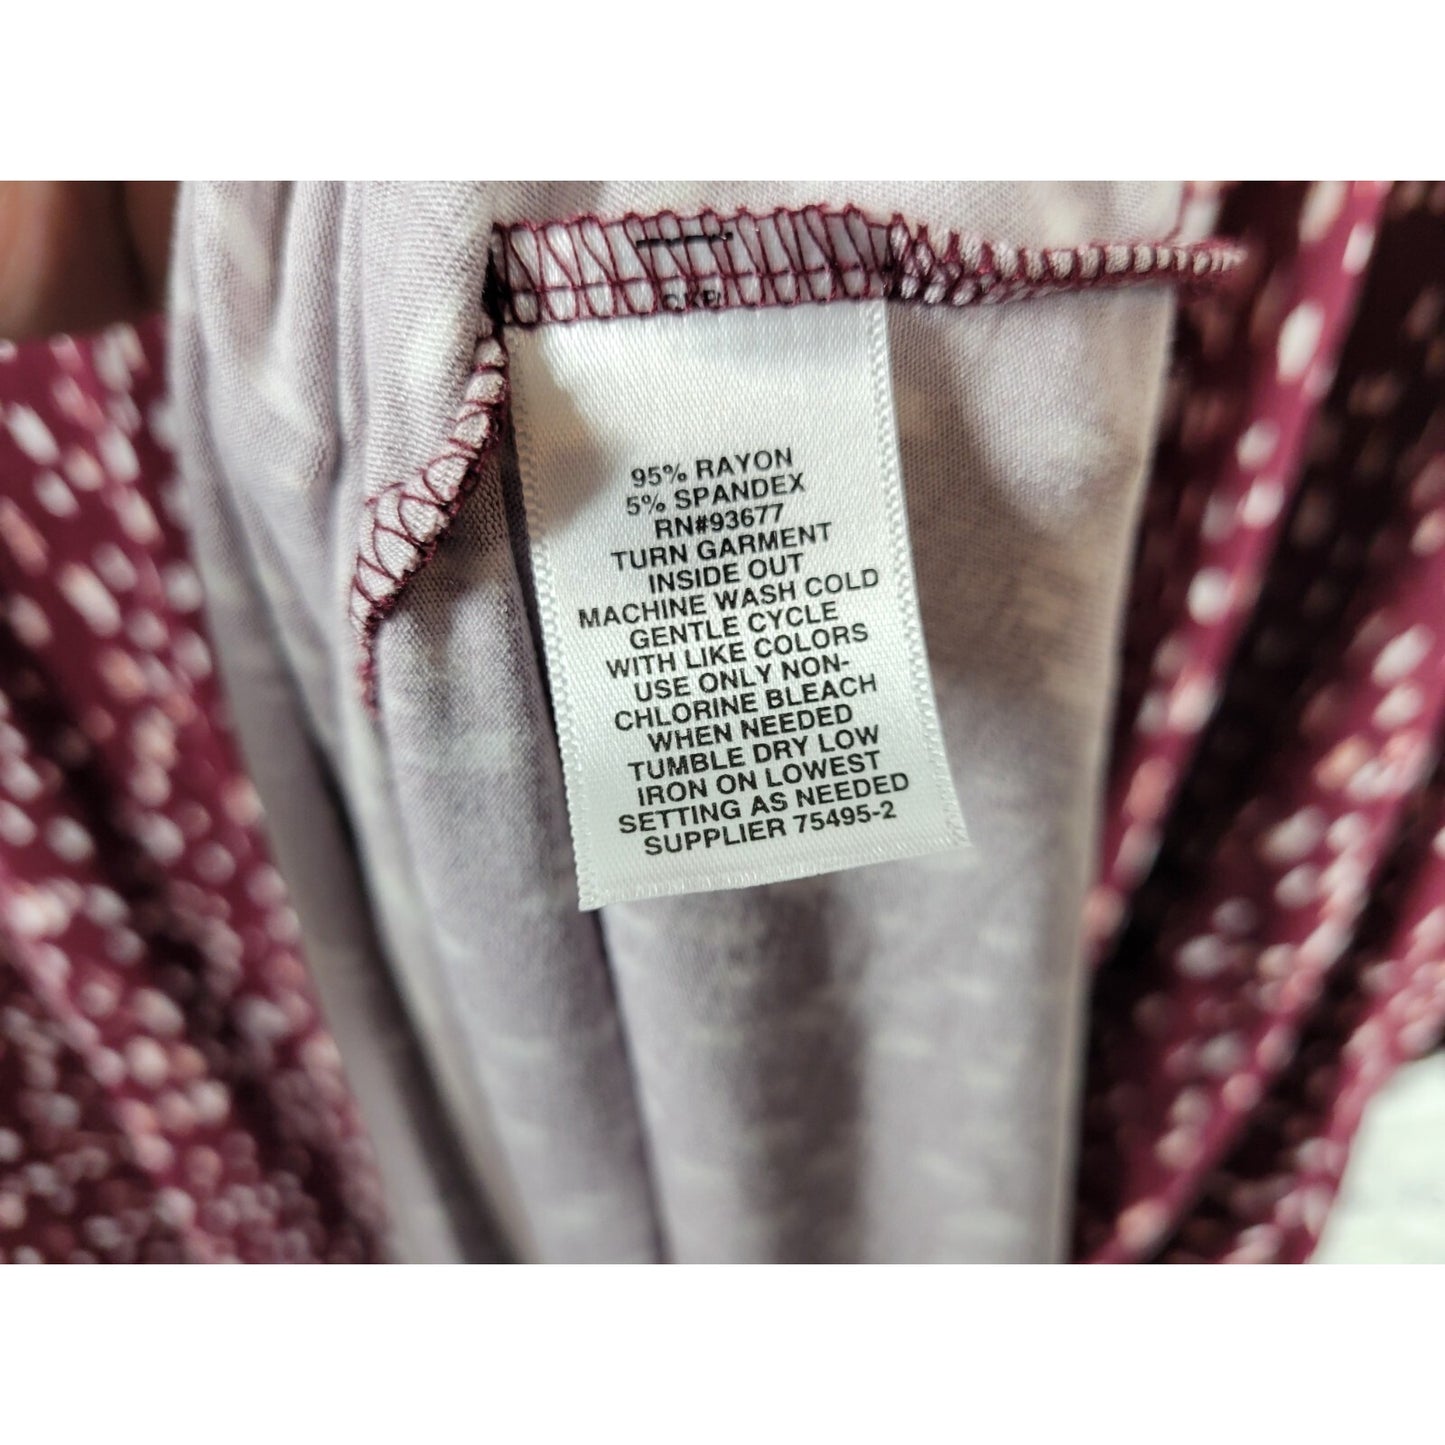 95% RAYON
5% SPANDEX
RN#93677
TURN GARMENT
INSIDE OUT
MACHINE WASH COLD
GENTLE CYCLE
WITH LIKE COLORS
USE ONLY NON-
CHLORINE BLEACH
WHEN NEEDED
TUMBLE DRY LOW
IRON ON LOWEST
SETTING AS NEEDED
SUPPLIER 75495-2